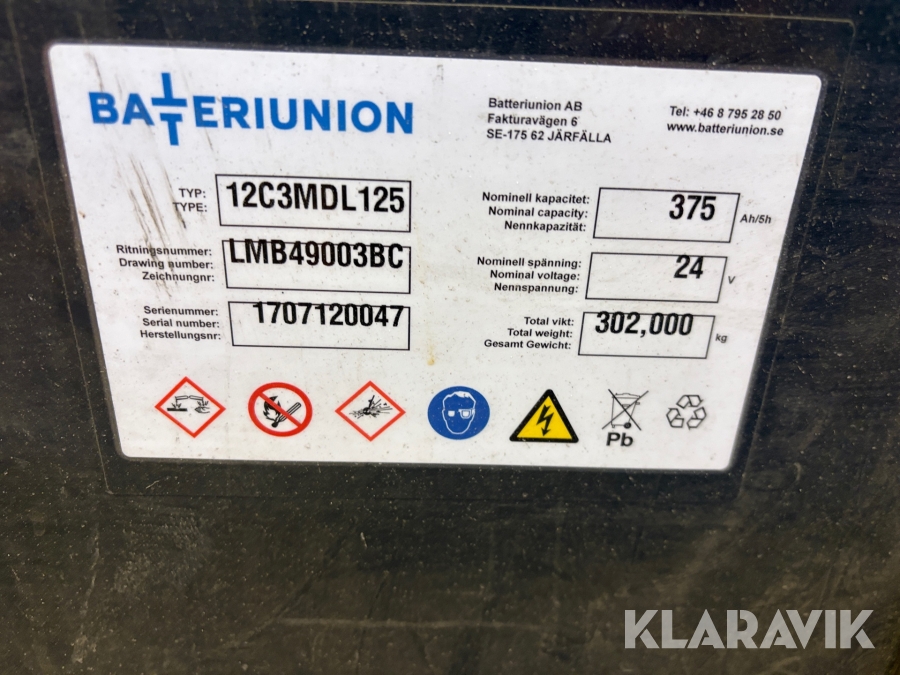 BATTERIUNION
Batteriunion AB
Fakturavägen 6
SE-175 62 JÄRFÄLLA
Tel: +46 8 795 28 50
www.batteriunion.se
TYP:
TYPE:
12C3MDL125
Ritningsnummer:
Drawing number:
Zeichnungnr:
LMB49003BC
Serienummer:
Serial number:
Herstellungsnr:
1707120047
Nominell kapacitet:
Nominal capacity:
Nennkapazität:
375 Ah/5h
Nominell spänning:
Nominal voltage:
Nennspannung:
24 V
Total vikt:
Total weight:
Gesamt Gewicht:
302,000 kg
Pb
KLARAVIK